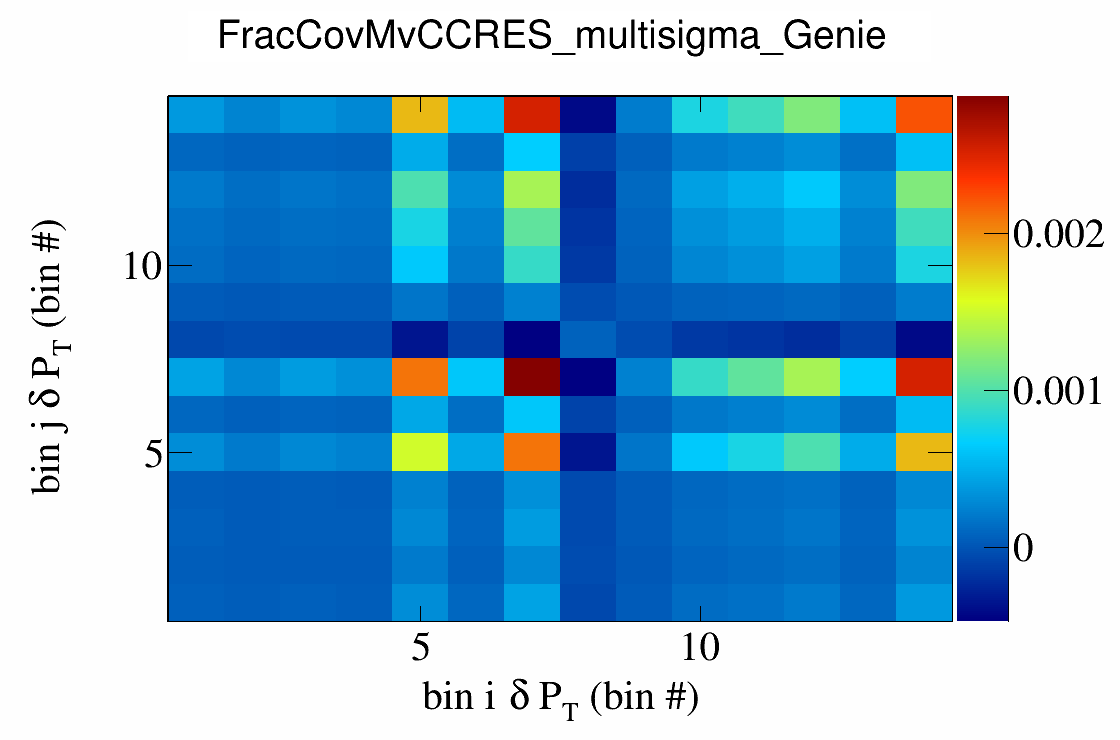 FracCovMvCCRES_multisigma_Genie
bin j δ P_T (bin #)
10
5
5
10
bin i δ P_T (bin #)
0.002
0.001
0